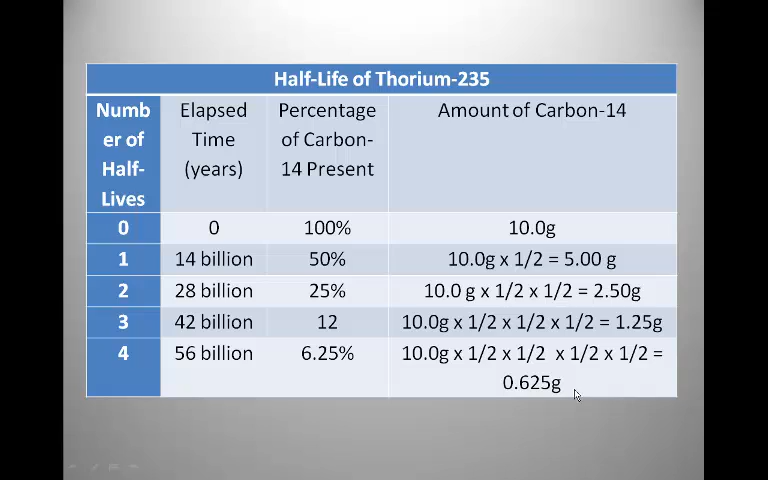 Half-Life of Thorium-235
Numb Elapsed Percentage Amount of Carbon-14
er of Time of Carbon-
Half- (years) 14 Present
Lives
0 0 100% 10.0g
1 14 billion 50% 10.0g x 1/2 = 5.00 g
2 28 billion 25% 10.0 g x 1/2 x 1/2 = 2.50g
3 42 billion 12 10.0g x 1/2 x 1/2 x 1/2 = 1.25g
4 56 billion 6.25% 10.0g x 1/2 x 1/2 x 1/2 x 1/2 =
0.625g